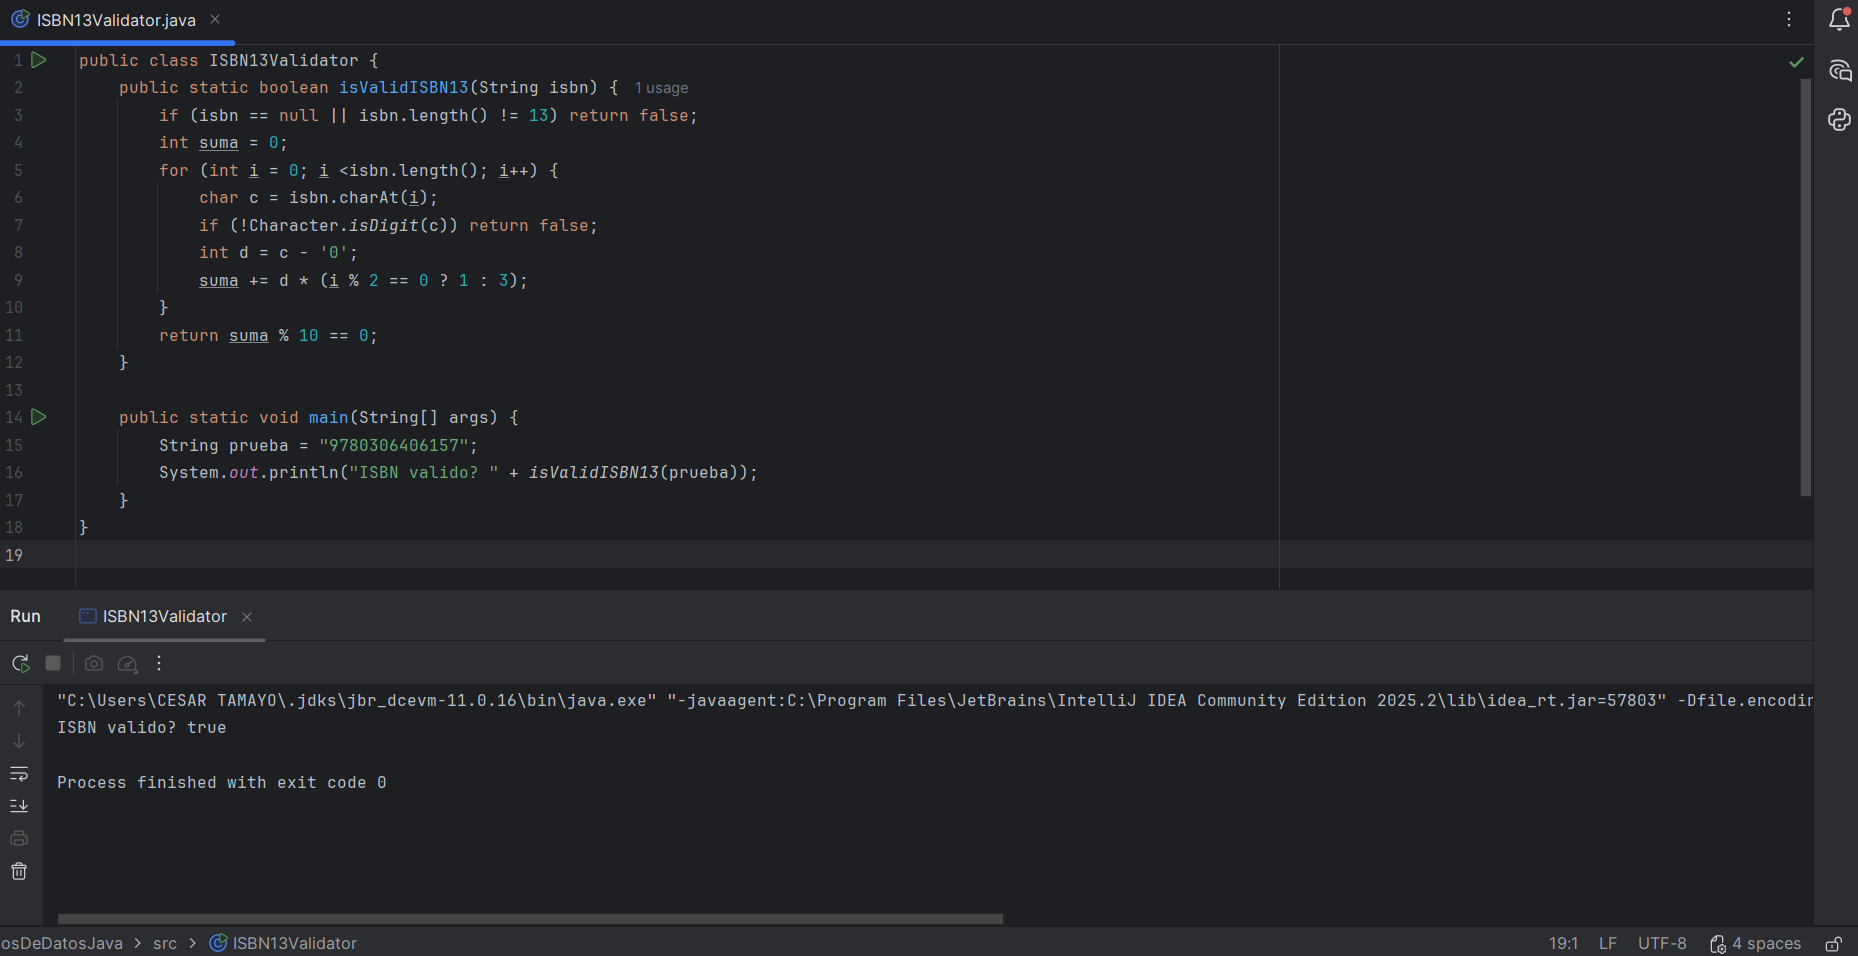 ISBN13Validator.java
1 public class ISBN13Validator {
2 public static boolean isValidISBN13(String isbn) { 1 usage
3 if (isbn == null || isbn.length() != 13) return false;
4 int suma = 0;
5 for (int i = 0; i <isbn.length(); i++) {
6 char c = isbn.charAt(i);
7 if (!Character.isDigit(c)) return false;
8 int d = c - '0';
9 suma += d * (i % 2 == 0 ? 1 : 3);
10 }
11 return suma % 10 == 0;
12 }
13
14 public static void main(String[] args) {
15 String prueba = "9780306406157";
16 System.out.println("ISBN valido? " + isValidISBN13(prueba));
17 }
18 }
19
Run ISBN13Validator
"C:\Users\CESAR TAMAYO\.jdks\jbr_dcevm-11.0.16\bin\java.exe" "-javaagent:C:\Program Files\JetBrains\IntelliJ IDEA Community Edition 2025.2\lib\idea_rt.jar=57803" -Dfile.encodin
ISBN valido? true
Process finished with exit code 0
osDeDatosJava > src > ISBN13Validator 19:1 LF UTF-8 4 spaces